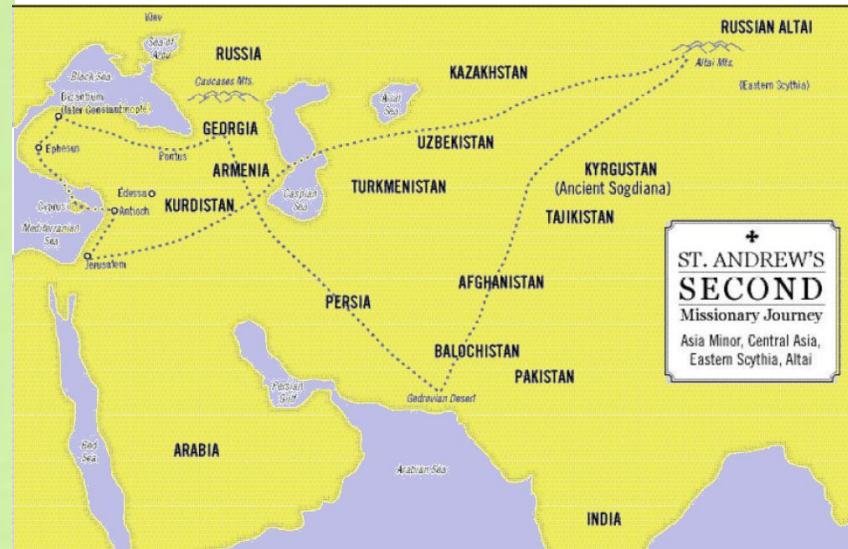 Kiev
Sea of
Azov
RUSSIA
RUSSIAN ALTAI
Altai Mts.
(Eastern Scythia)
Black Sea
Caucases Mts.
KAZAKHSTAN
Aral
Sea
Byzantium
(later Constantinople)
GEORGIA
UZBEKISTAN
Ephesus
Pontus
ARMENIA
KYRGUSTAN
(Ancient Sogdiana)
TURKMENISTAN
Edessa
KURDISTAN
Caspian
Sea
Cyprus
Antioch
TAJIKISTAN
Mediterranean
Sea
Jerusalem
AFGHANISTAN
PERSIA
BALOCHISTAN
PAKISTAN
Persian
Gulf
Gedrevian Desert
Red
Sea
ARABIA
Arabian Sea
INDIA
ST. ANDREW'S
SECOND
Missionary Journey
Asia Minor, Central Asia,
Eastern Scythia, Altai